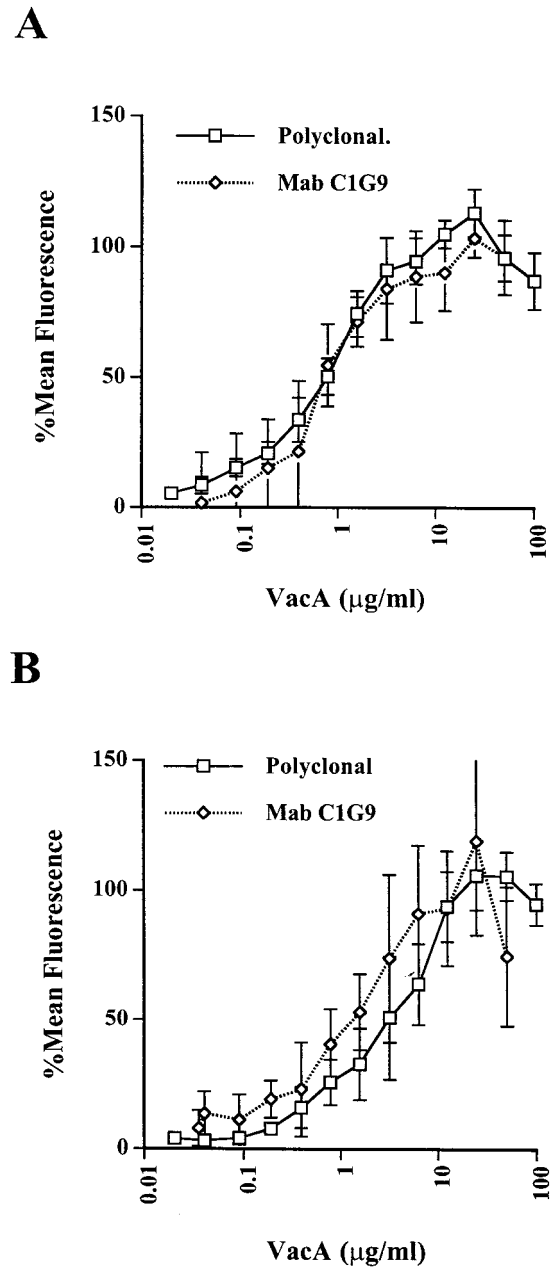 A
150
100
50
0
%Mean Fluorescence
Polyclonal.
Mab C1G9
0.01
0.1
1
10
100
VacA (μg/ml)
B
150
100
50
0
%Mean Fluorescence
Polyclonal
Mab C1G9
0.01
0.1
1
10
100
VacA (μg/ml)